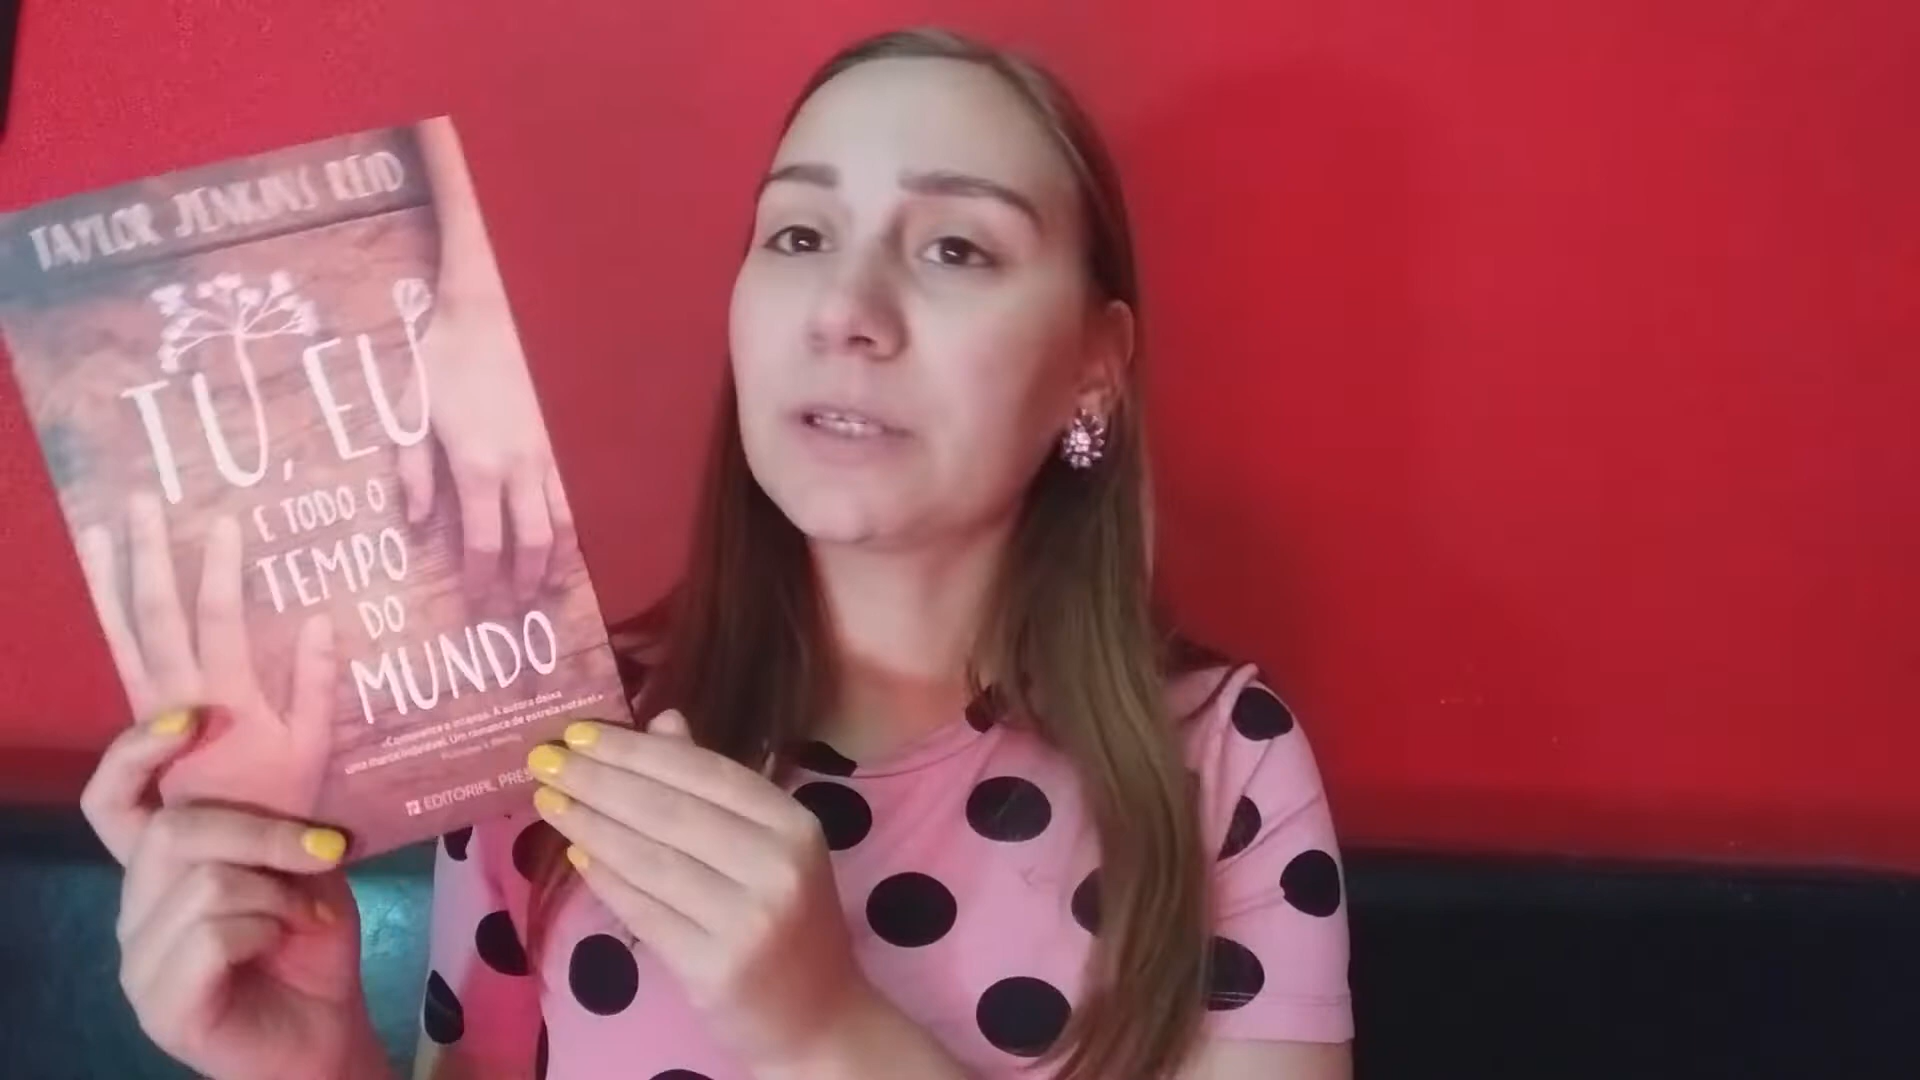 TAYLOR JENKINS REID
TU, EU
E TODO O
TEMPO
DO
MUNDO
«Comovente e intenso. A autora deixa
uma marca indelével. Um romance de estreia notável.»
EDITORIAL PRES